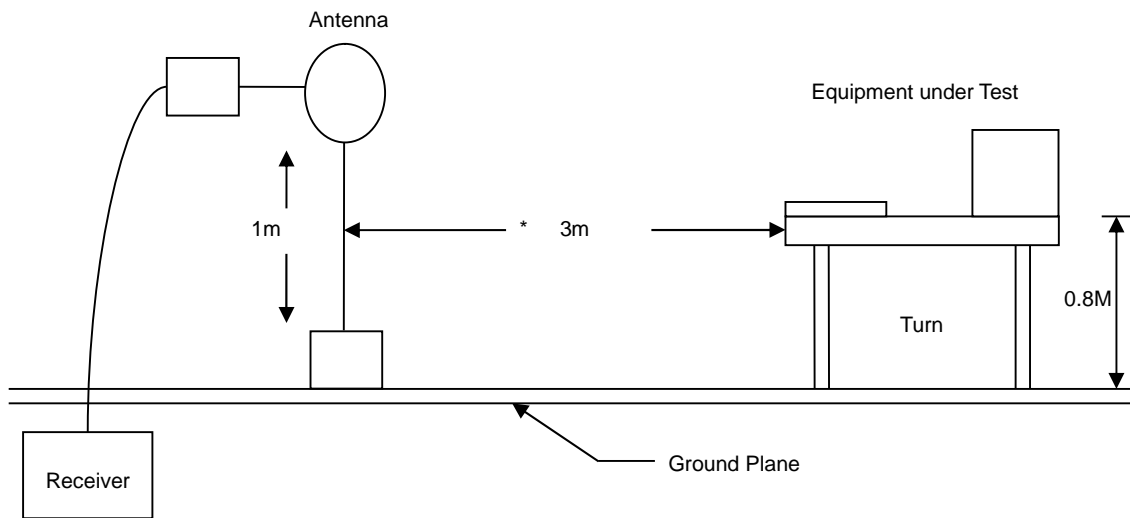 Antenna
Equipment under Test
1m
* 3m
0.8M
Turn
Ground Plane
Receiver